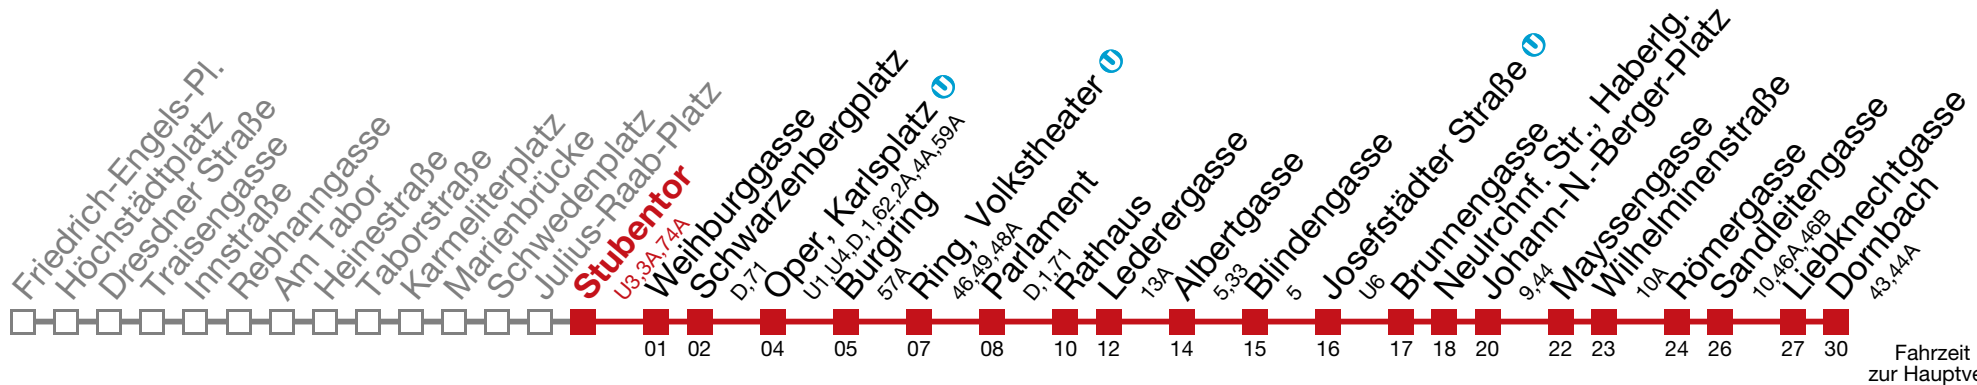 Friedrich-Engels-Pl.
Höchstädtplatz
Dresdner Straße
Traisengasse
Innstraße
Rebhanngasse
Am Tabor
Heinestraße
Taborstraße
Karmeliterplatz
Marienbrücke
Schwedenplatz
Julius-Raab-Platz
Stubentor
U3,3A,74A
Weihburggasse
Schwarzenbergplatz
D,71
Oper, Karlsplatz U
U1,U4,D,1,62,2A,4A,59A
Burgring
57A
Ring, Volkstheater U
46,49,48A
Parlament
D,1,71
Rathaus
Lederergasse
13A
Albertgasse
5,33
Blindengasse
5
Josefstädter Straße U
U6
Brunnengasse
Neulrchnf. Str., Haberlg.
Johann-N.-Berger-Platz
9,44
Mayssengasse
Wilhelminenstraße
10A
Römergasse
Sandleitengasse
10,46A,46B
Liebknechtgasse
Dornbach
43,44A
01 02 04 05 07 08 10 12 14 15 16 17 18 20 22 23 24 26 27 30
Fahrzeit
zur Hauptve